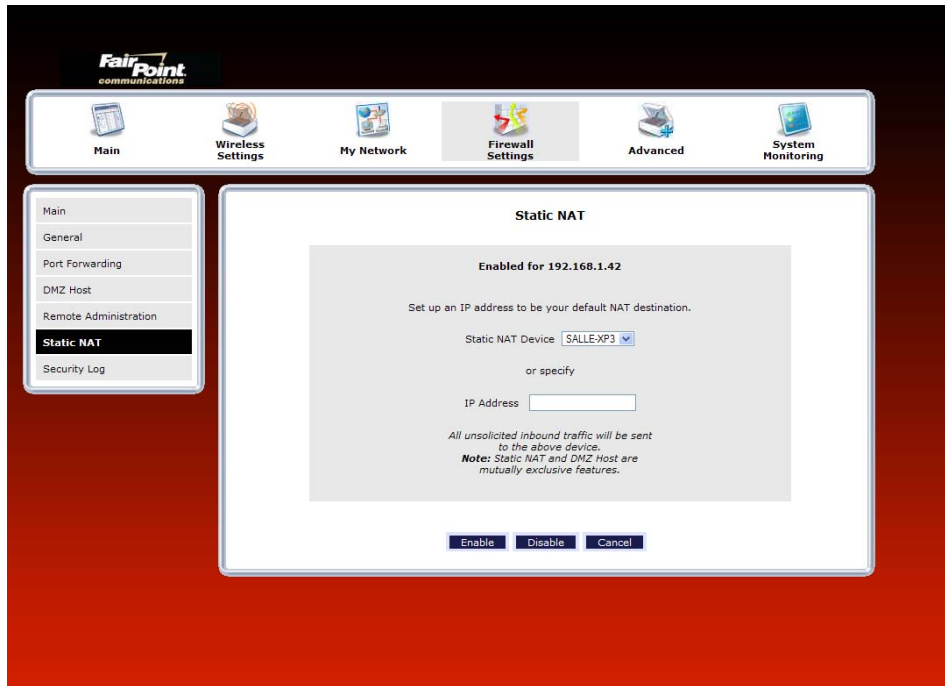 FairPoint.
communications
Main
Wireless
Settings
My Network
Firewall
Settings
Advanced
System
Monitoring
Main
General
Port Forwarding
DMZ Host
Remote Administration
Static NAT
Security Log
Static NAT
Enabled for 192.168.1.42
Set up an IP address to be your default NAT destination.
Static NAT Device SALLE-XP3
or specify
IP Address
All unsolicited inbound traffic will be sent
to the above device.
Note: Static NAT and DMZ Host are
mutually exclusive features.
Enable Disable Cancel